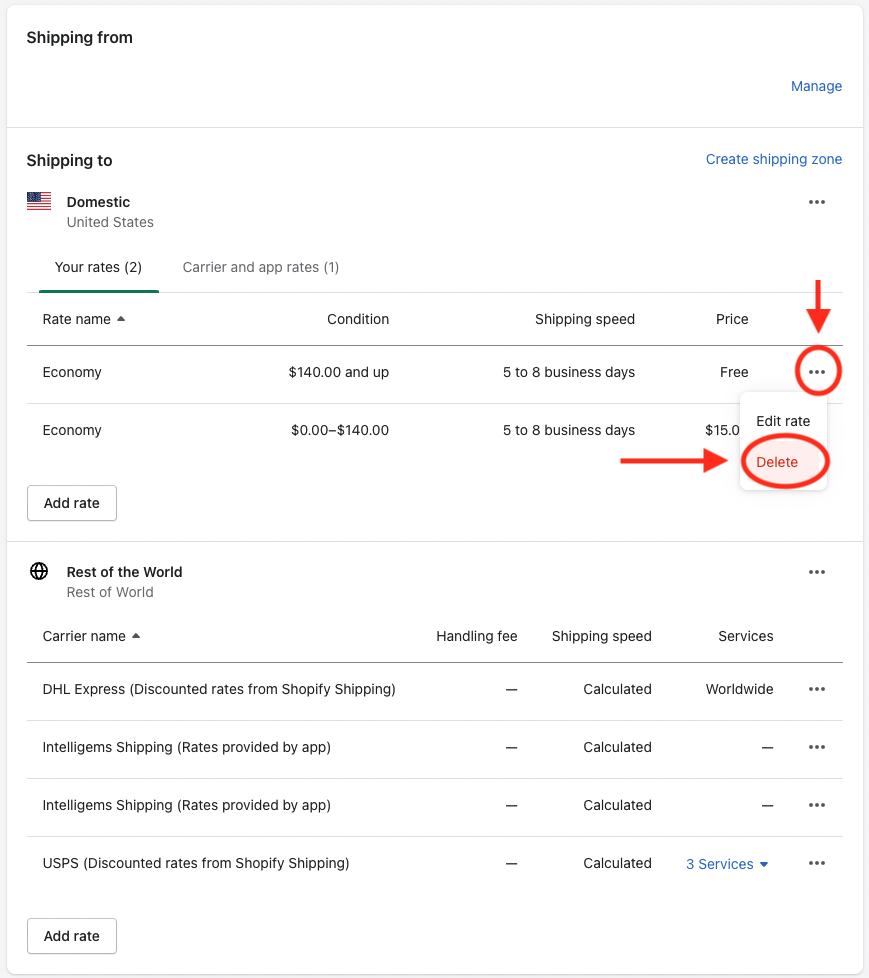 Shipping from
Manage
Shipping to
Create shipping zone
Domestic
United States
Your rates (2) Carrier and app rates (1)
Rate name Condition Shipping speed Price
Economy $140.00 and up 5 to 8 business days Free
Economy $0.00–$140.00 5 to 8 business days $15.0
Edit rate
Delete
Add rate
Rest of the World
Rest of World
Carrier name Handling fee Shipping speed Services
DHL Express (Discounted rates from Shopify Shipping) — Calculated Worldwide
Intelligems Shipping (Rates provided by app) — Calculated —
Intelligems Shipping (Rates provided by app) — Calculated —
USPS (Discounted rates from Shopify Shipping) — Calculated 3 Services
Add rate